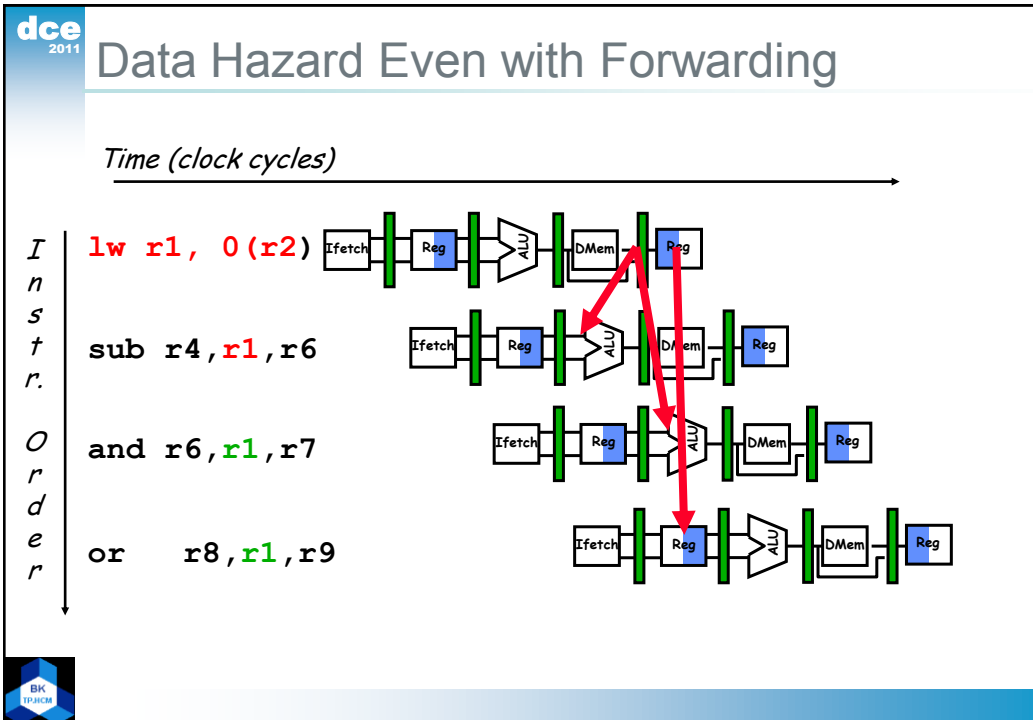 dce
2011
Data Hazard Even with Forwarding
Time (clock cycles)
Instr. Order
lw r1, 0(r2)
Ifetch Reg ALU DMem Reg
sub r4,r1,r6
Ifetch Reg ALU DMem Reg
and r6,r1,r7
Ifetch Reg ALU DMem Reg
or r8,r1,r9
Ifetch Reg ALU DMem Reg
BK
TP.HCM